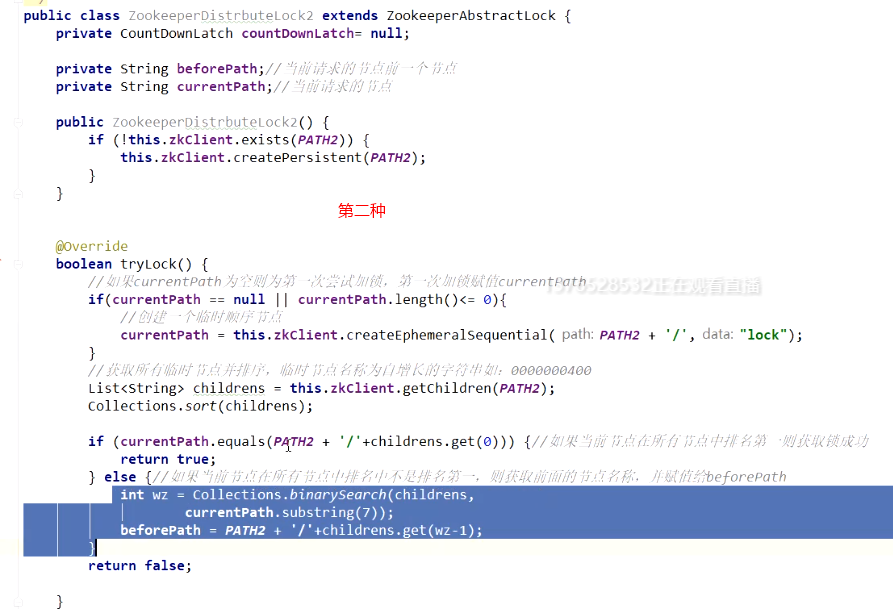 public class ZookeeperDistrbuteLock2 extends ZookeeperAbstractLock {
private CountDownLatch countDownLatch= null;
private String beforePath;//当前请求的节点前一个节点
private String currentPath;//当前请求的节点
public ZookeeperDistrbuteLock2() {
if (!this.zkClient.exists(PATH2)) {
this.zkClient.createPersistent(PATH2);
}
}
第二种
@Override
boolean tryLock() {
//如果currentPath为空则为第一次尝试加锁，第一次加锁赋值currentPath
正在观看直播
if(currentPath == null || currentPath.length()<= 0){
//创建一个临时顺序节点
currentPath = this.zkClient.createEphemeralSequential( path: PATH2 + '/', data: "lock");
}
//获取所有临时节点并排序，临时节点名称为自增长的字符串如：0000000400
List<String> childrens = this.zkClient.getChildren(PATH2);
Collections.sort(childrens);
if (currentPath.equals(PATH2 + '/'+childrens.get(0))) {//如果当前节点在所有节点中排名第一则获取锁成功
return true;
} else {//如果当前节点在所有节点中排名中不是排名第一，则获取前面的节点名称，并赋值给beforePath
int wz = Collections.binarySearch(childrens,
currentPath.substring(7));
beforePath = PATH2 + '/'+childrens.get(wz-1);
}
return false;
}